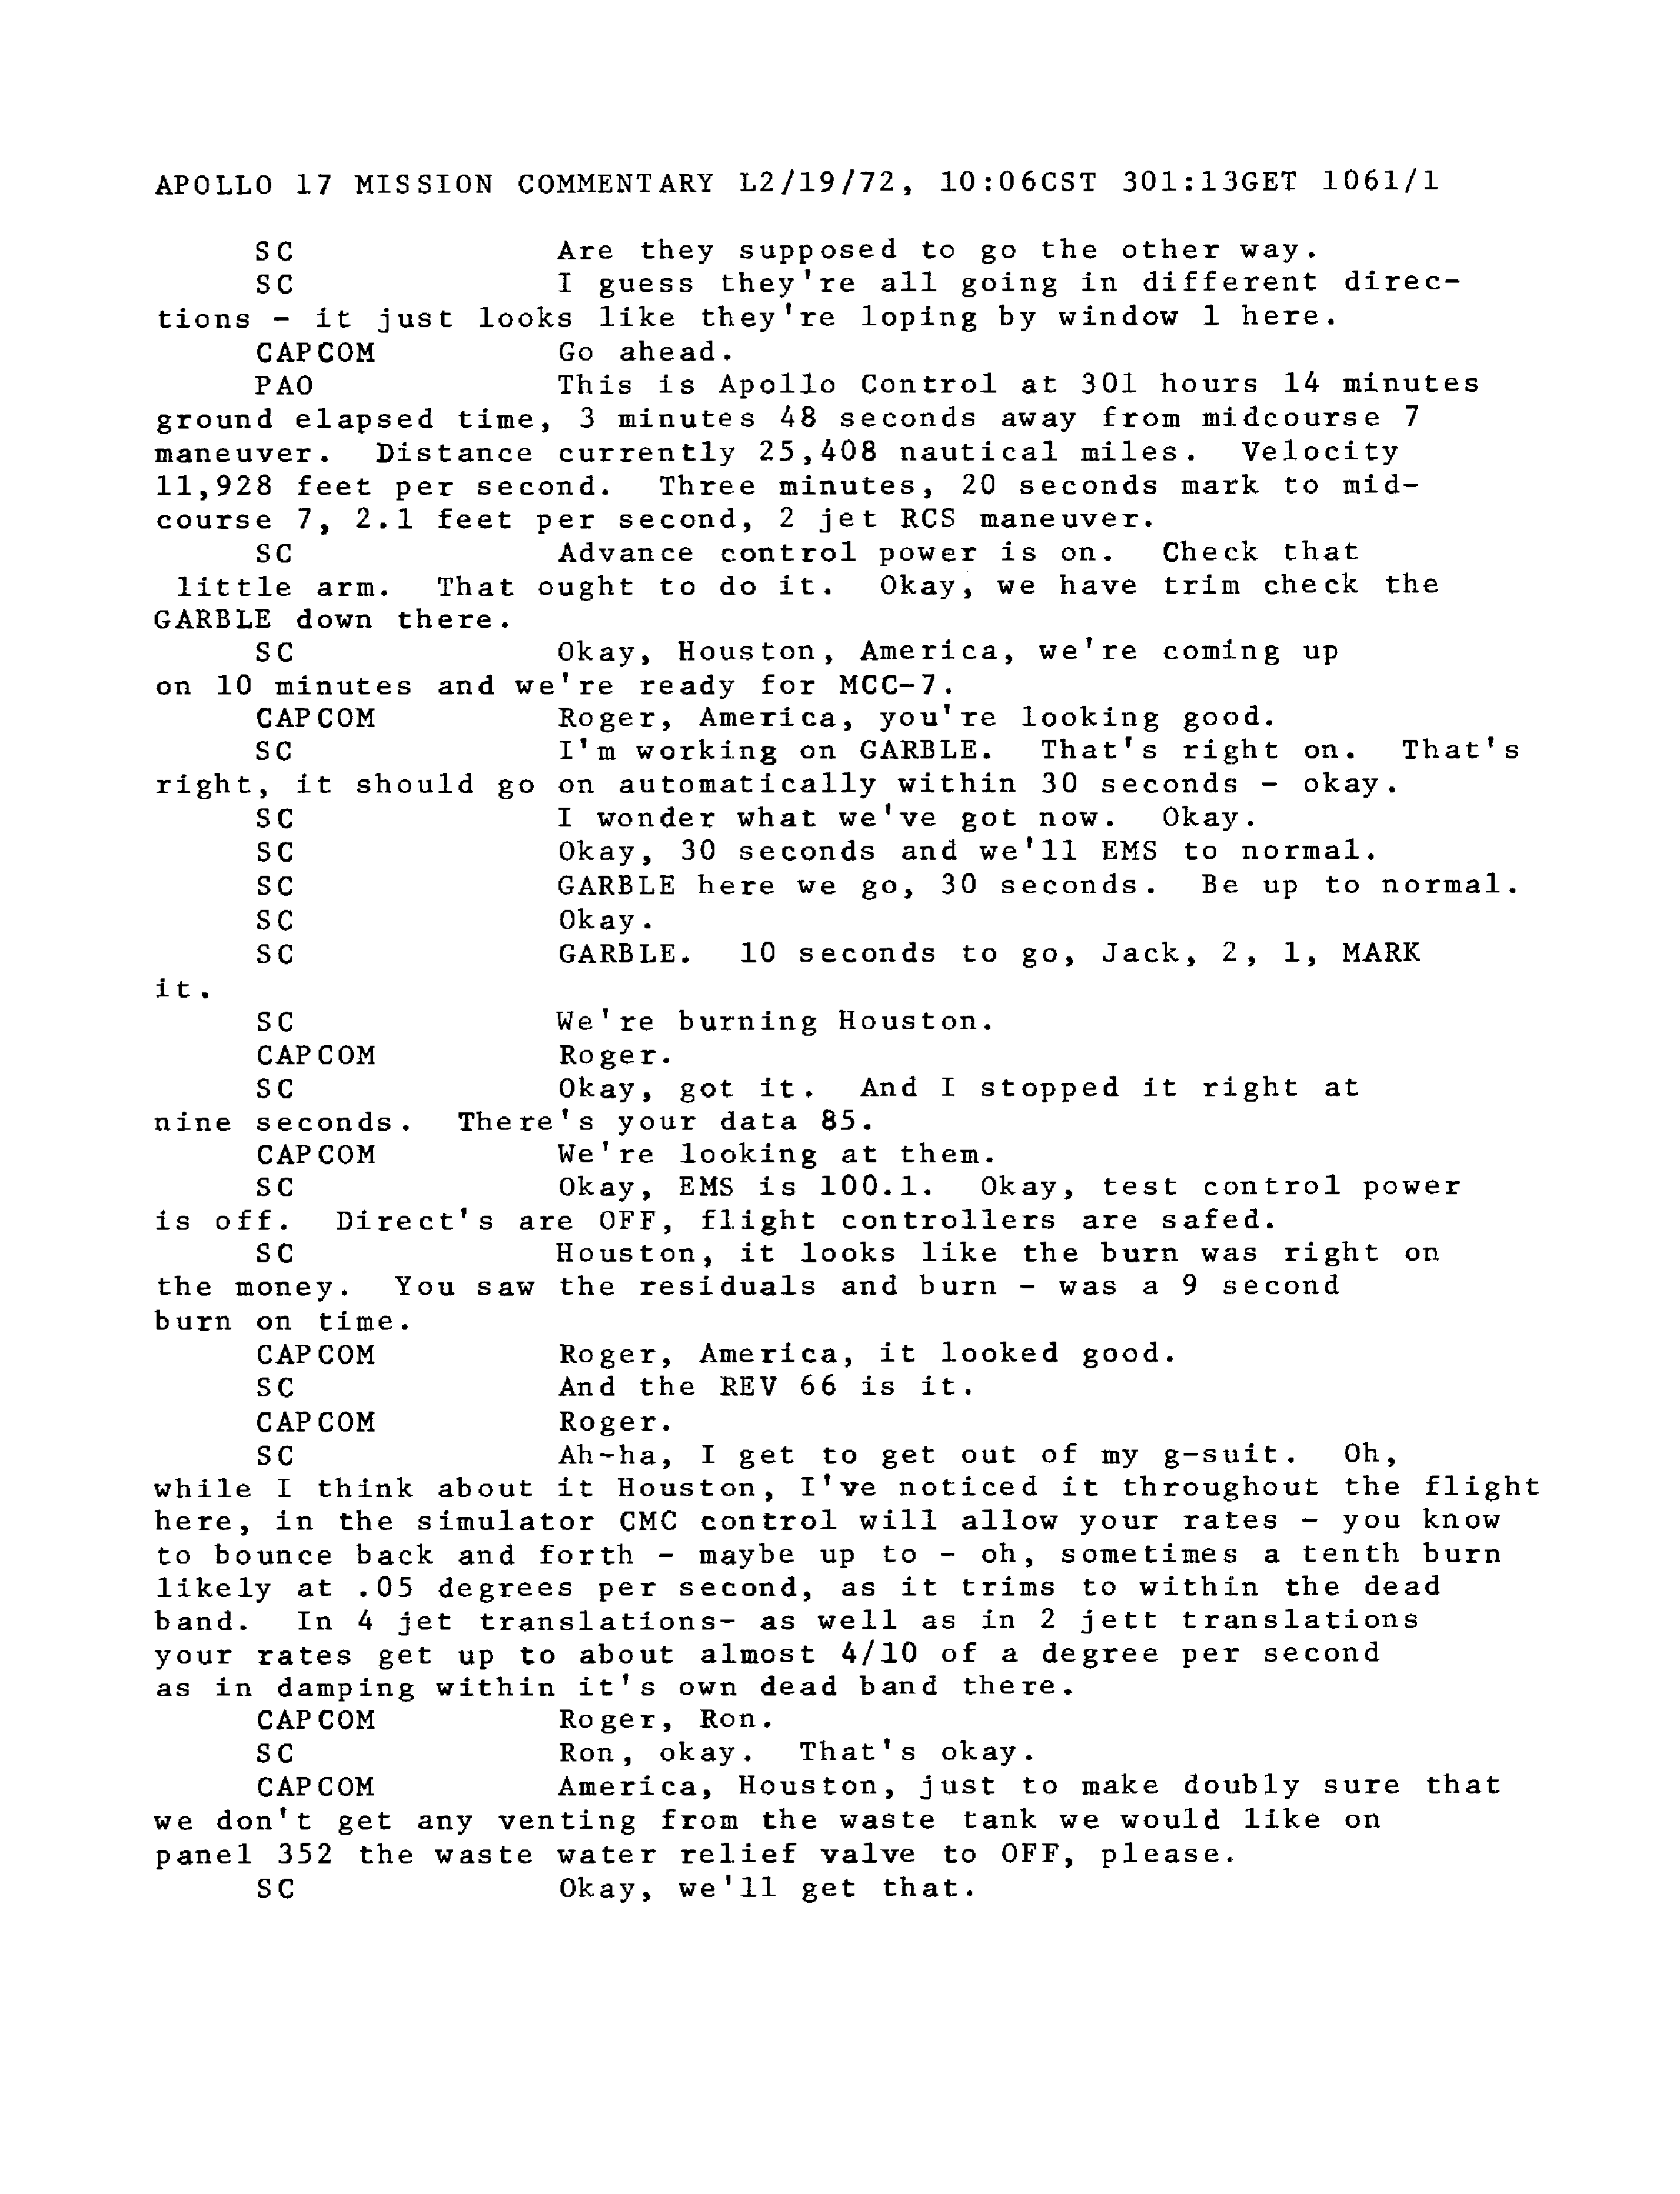 APOLLO 17 MISSION COMMENTARY L2/19/72, 10:06CST 301:13GET 1061/1
SC Are they supposed to go the other way.
SC I guess they're all going in different direc-
tions - it just looks like they're loping by window 1 here.
CAPCOM Go ahead.
PAO This is Apollo Control at 301 hours 14 minutes
ground elapsed time, 3 minutes 48 seconds away from midcourse 7
maneuver. Distance currently 25,408 nautical miles. Velocity
11,928 feet per second. Three minutes, 20 seconds mark to mid-
course 7, 2.1 feet per second, 2 jet RCS maneuver.
SC Advance control power is on. Check that
little arm. That ought to do it. Okay, we have trim check the
GARBLE down there.
SC Okay, Houston, America, we're coming up
on 10 minutes and we're ready for MCC-7.
CAPCOM Roger, America, you're looking good.
SC I'm working on GARBLE. That's right on. That's
right, it should go on automatically within 30 seconds - okay.
SC I wonder what we've got now. Okay.
SC Okay, 30 seconds and we'll EMS to normal.
SC GARBLE here we go, 30 seconds. Be up to normal.
SC Okay.
SC GARBLE. 10 seconds to go, Jack, 2, 1, MARK
it.
SC We're burning Houston.
CAPCOM Roger.
SC Okay, got it. And I stopped it right at
nine seconds. There's your data 85.
CAPCOM We're looking at them.
SC Okay, EMS is 100.1. Okay, test control power
is off. Direct's are OFF, flight controllers are safed.
SC Houston, it looks like the burn was right on
the money. You saw the residuals and burn - was a 9 second
burn on time.
CAPCOM Roger, America, it looked good.
SC And the REV 66 is it.
CAPCOM Roger.
SC Ah-ha, I get to get out of my g-suit. Oh,
while I think about it Houston, I've noticed it throughout the flight
here, in the simulator CMC control will allow your rates - you know
to bounce back and forth - maybe up to - oh, sometimes a tenth burn
likely at .05 degrees per second, as it trims to within the dead
band. In 4 jet translations- as well as in 2 jett translations
your rates get up to about almost 4/10 of a degree per second
as in damping within it's own dead band there.
CAPCOM Roger, Ron.
SC Ron, okay. That's okay.
CAPCOM America, Houston, just to make doubly sure that
we don't get any venting from the waste tank we would like on
panel 352 the waste water relief valve to OFF, please.
SC Okay, we'll get that.